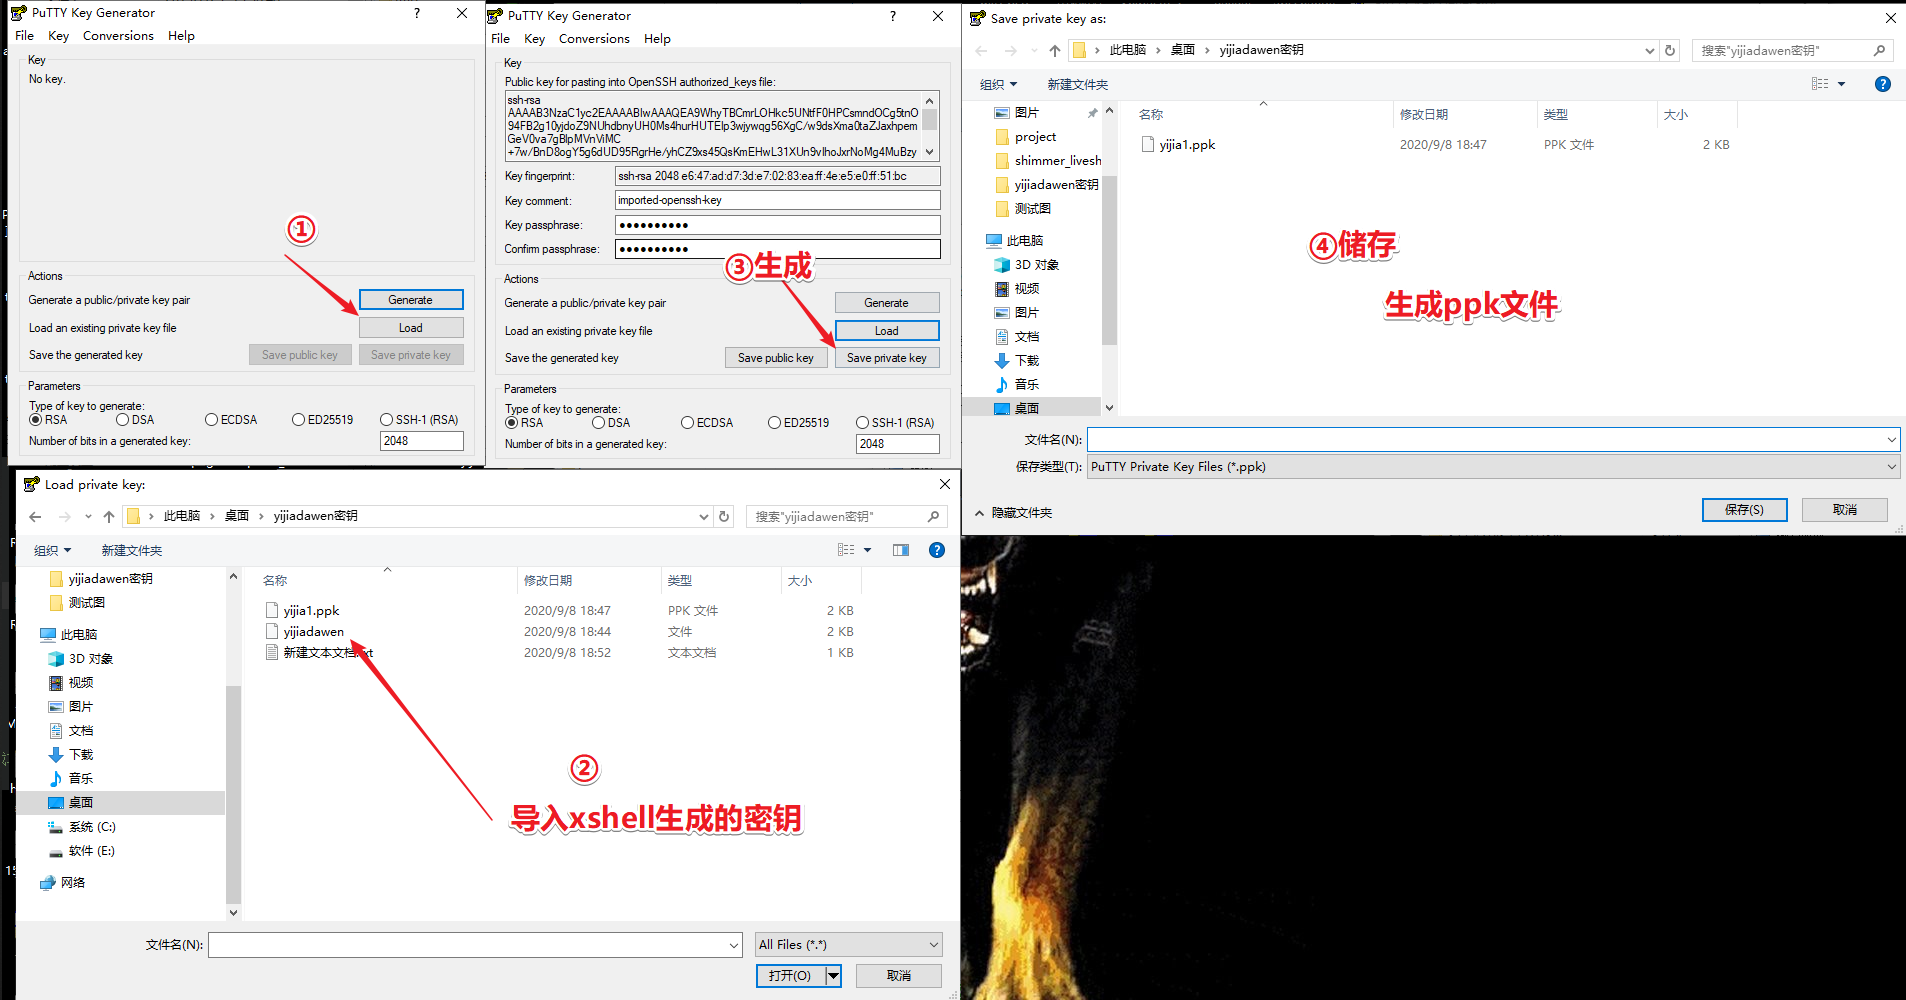 PuTTY Key Generator
?
File Key Conversions Help
Key
No key.
①
Actions
Generate a public/private key pair
Generate
Load an existing private key file
Load
Save the generated key
Save public key
Save private key
Parameters
Type of key to generate:
RSA
DSA
ECDSA
ED25519
SSH-1 (RSA)
Number of bits in a generated key:
2048
PuTTY Key Generator
?
File Key Conversions Help
Key
Public key for pasting into OpenSSH authorized_keys file:
ssh-rsa
Key fingerprint:
ssh-rsa 2048 e6:47:ad:d7:3d:e7:02:83:ea:ff:4e:e5:e0:ff:51:bc
Key comment:
imported-openssh-key
Key passphrase:
●●●●●●●●●●
Confirm passphrase:
●●●●●●●●●●
③生成
Actions
Generate a public/private key pair
Generate
Load an existing private key file
Load
Save the generated key
Save public key
Save private key
Parameters
Type of key to generate:
RSA
DSA
ECDSA
ED25519
SSH-1 (RSA)
Number of bits in a generated key:
2048
Save private key as:
此电脑 › 桌面 › yijiadawen密钥
搜索"yijiadawen密钥"
组织
新建文件夹
?
图片
project
shimmer_livesh
yijiadawen密钥
测试图
此电脑
3D 对象
视频
图片
文档
下载
音乐
桌面
名称 修改日期 类型 大小
yijia1.ppk 2020/9/8 18:47 PPK 文件 2 KB
④储存
生成ppk文件
文件名(N):
保存类型(T): PuTTY Private Key Files (*.ppk)
隐藏文件夹
保存(S)
取消
Load private key:
此电脑 › 桌面 › yijiadawen密钥
搜索"yijiadawen密钥"
组织
新建文件夹
?
yijiadawen密钥
测试图
此电脑
3D 对象
视频
图片
文档
下载
音乐
桌面
系统 (C:)
软件 (E:)
网络
名称 修改日期 类型 大小
yijia1.ppk 2020/9/8 18:47 PPK 文件 2 KB
yijiadawen 2020/9/8 18:44 文件 2 KB
新建文本文档 2020/9/8 18:52 文本文档 1 KB
②
导入xshell生成的密钥
文件名(N):
All Files (*.*)
打开(O)
取消